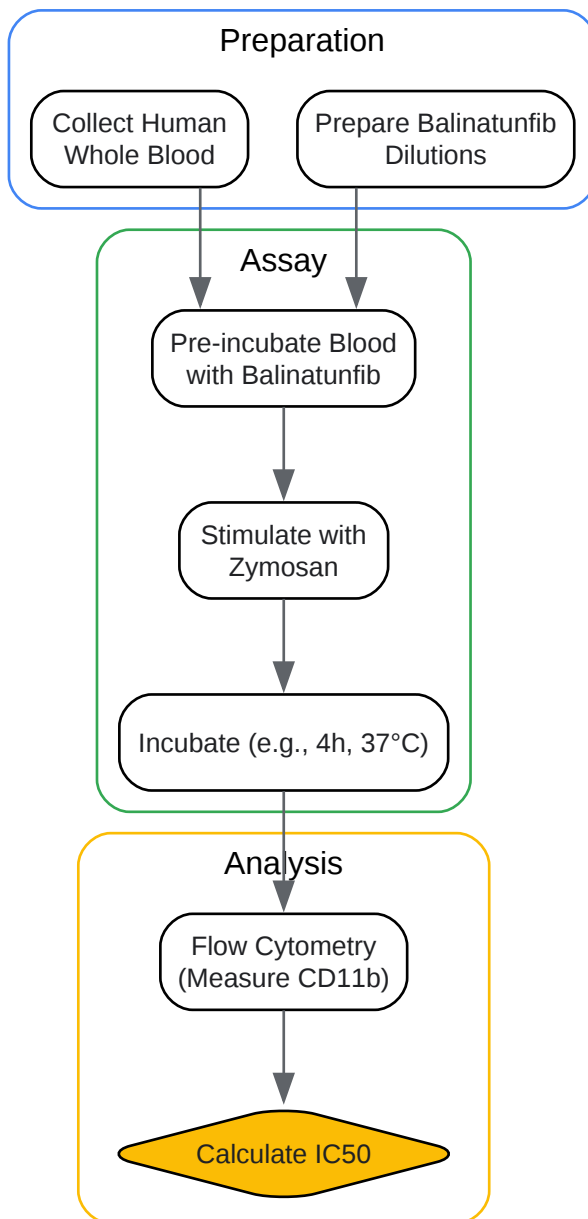 Preparation
Collect Human
Whole Blood
Prepare Balinatunfib
Dilutions
Assay
Pre-incubate Blood
with Balinatunfib
Stimulate with
Zymosan
Incubate (e.g., 4h, 37°C)
Analysis
Flow Cytometry
(Measure CD11b)
Calculate IC50